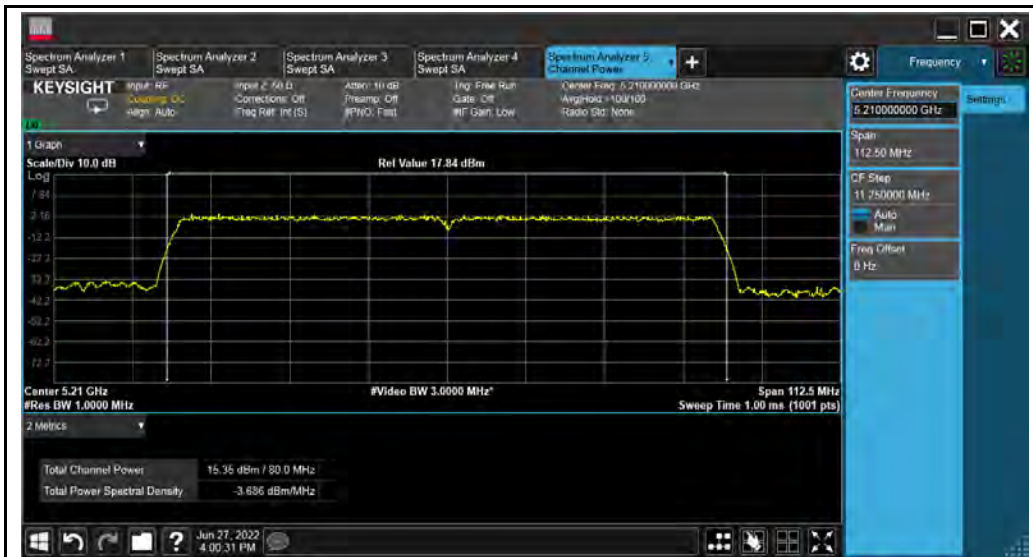 Spectrum Analyzer 1
Swept SA
Spectrum Analyzer 2
Swept SA
Spectrum Analyzer 3
Swept SA
Spectrum Analyzer 4
Swept SA
Spectrum Analyzer 5
Channel Power
Frequency
KEYSIGHT
Input: RF
Coupling: DC
Align: Auto
Input Z: 50 Ω
Corrections: Off
Freq Ref: Int (S)
Atten: 10 dB
Preamp: Off
#PNO: Fast
Trig: Free Run
Gate: Off
#IF Gain: Low
Center Freq: 5.210000000 GHz
Avg|Hold: >100/100
Radio Std: None
Center Frequency
5.210000000 GHz
Settings
Span
112.50 MHz
CF Step
11.250000 MHz
Auto
Man
Freq Offset
0 Hz
1 Graph
Scale/Div 10.0 dB
Ref Value 17.84 dBm
Log
7.84
-2.16
-12.2
-22.2
-32.2
-42.2
-52.2
-62.2
-72.2
Center 5.21 GHz
#Video BW 3.0000 MHz*
Span 112.5 MHz
#Res BW 1.0000 MHz
Sweep Time 1.00 ms (1001 pts)
2 Metrics
Total Channel Power
15.35 dBm / 80.0 MHz
Total Power Spectral Density
-3.686 dBm/MHz
Jun 27, 2022
4:00:31 PM